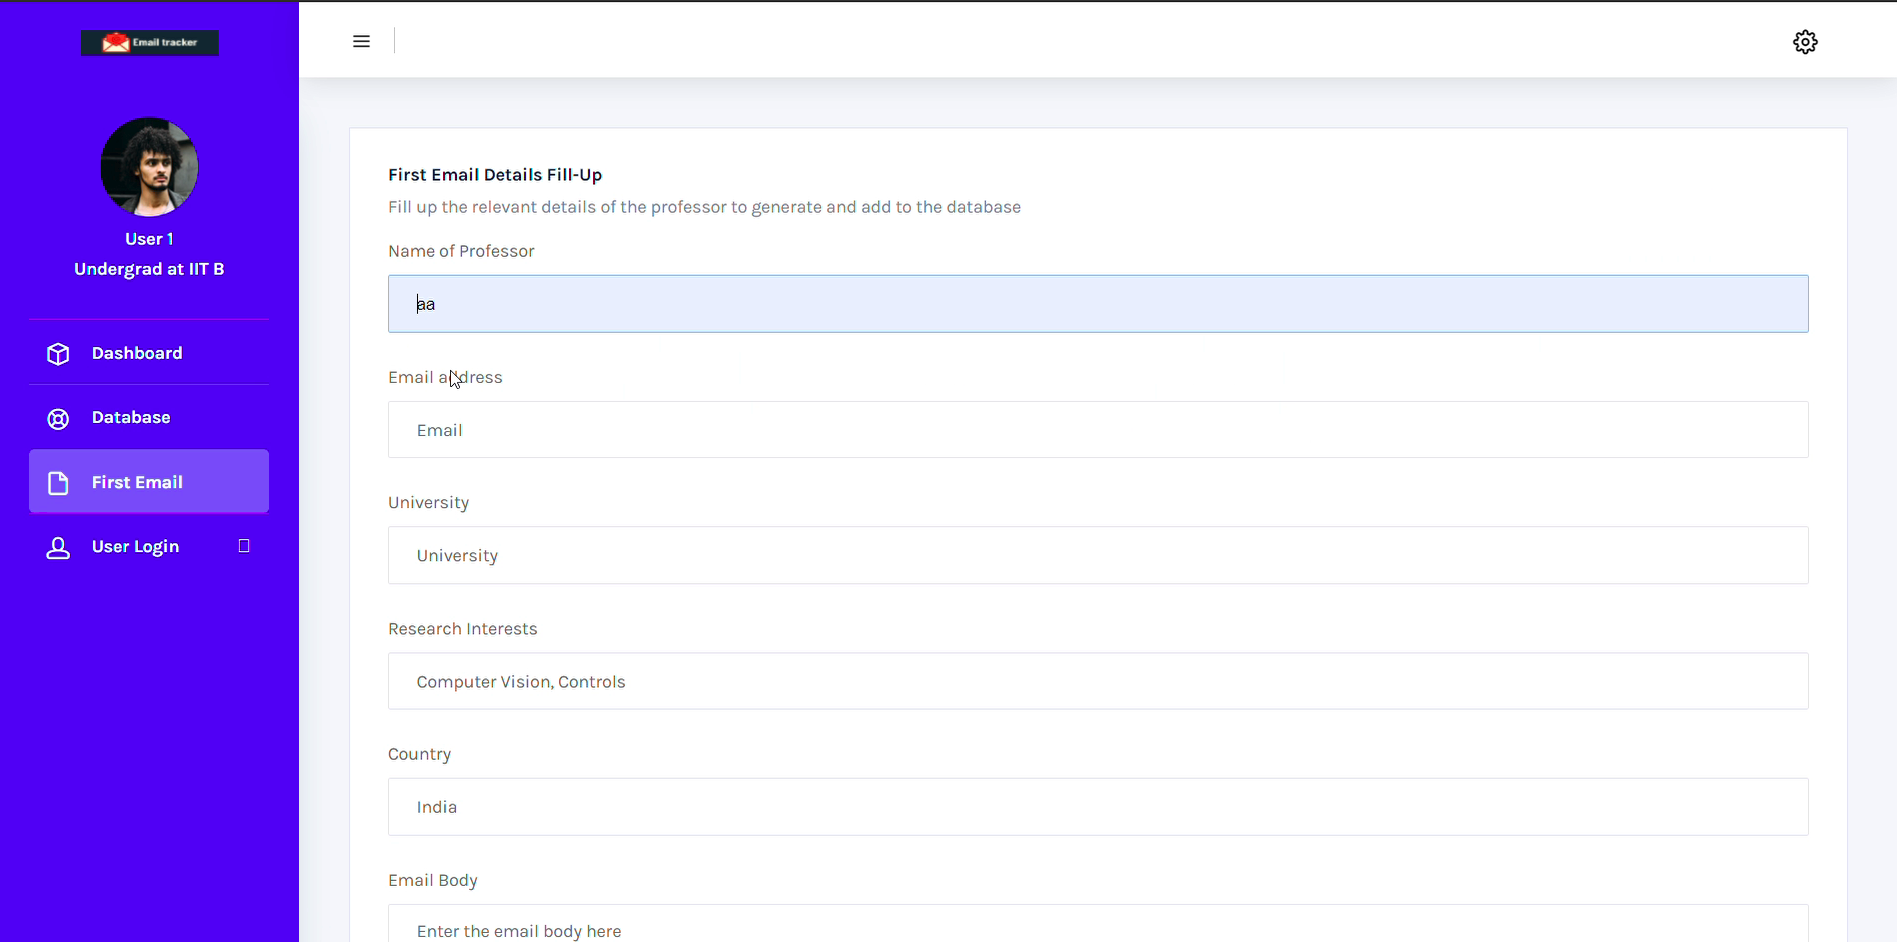 Email tracker
User 1
Undergrad at IIT B
Dashboard
Database
First Email
User Login
First Email Details Fill-Up
Fill up the relevant details of the professor to generate and add to the database
Name of Professor
aa
Email address
Email
University
University
Research Interests
Computer Vision, Controls
Country
India
Email Body
Enter the email body here